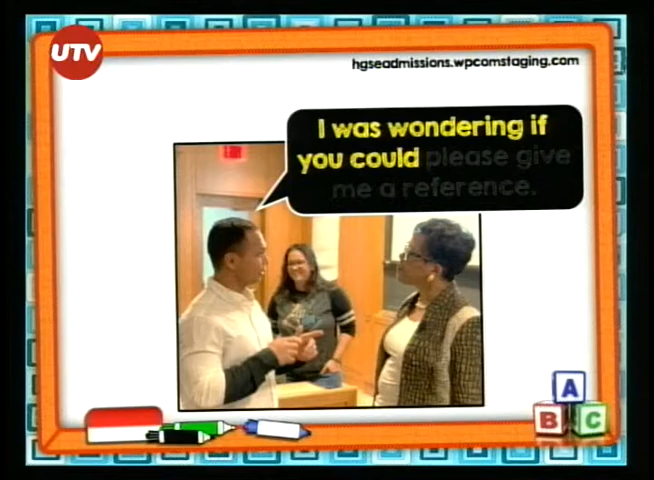 UTV
hgseadmissions.wpcomstaging.com
I was wondering if
you could please give
me a reference.
A
B C